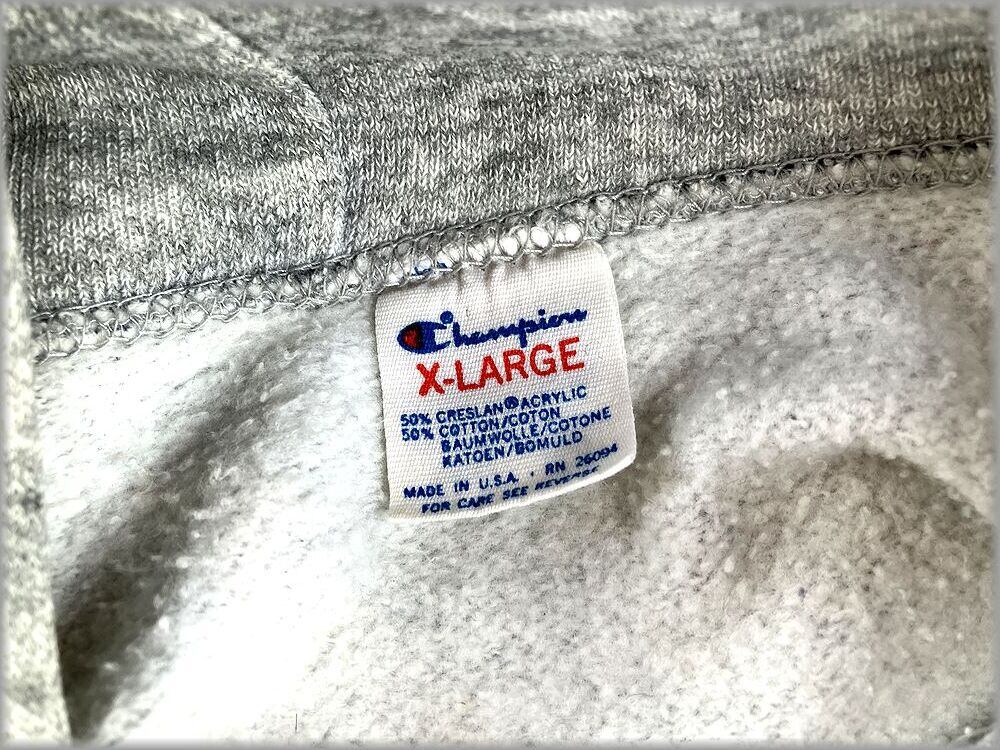 Champion®
X-LARGE
50% CRESLAN® ACRYLIC
50% COTTON/COTON
BAUMWOLLE/COTONE
KATOEN/BOMULD
MADE IN U.S.A. · RN 26094
FOR CARE SEE REVERSE